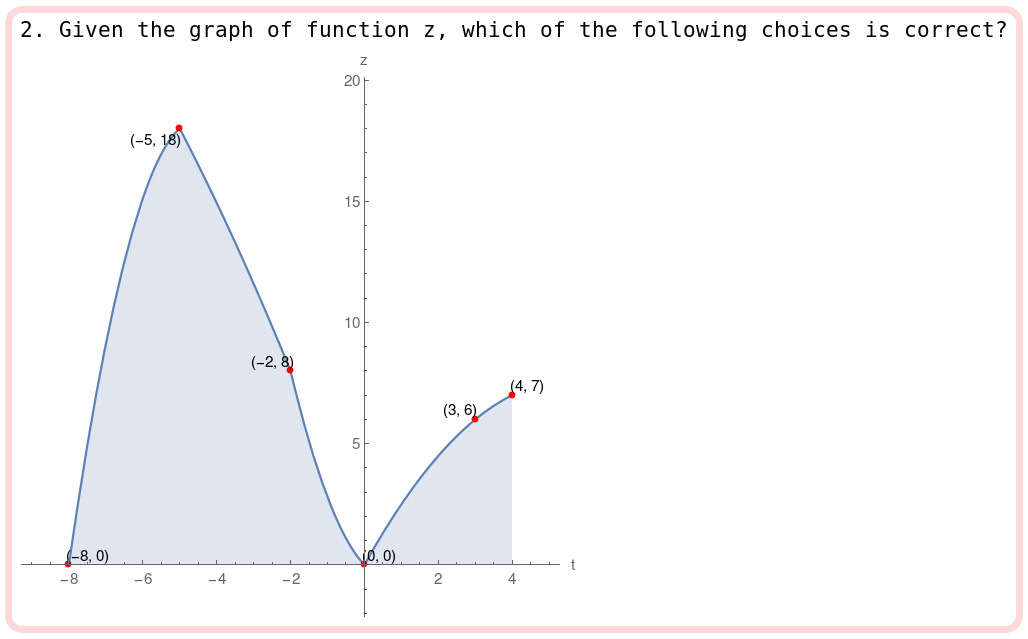 2. Given the graph of function z, which of the following choices is correct?
z
20
(−5, 18)
15
10
(−2, 8)
(4, 7)
(3, 6)
5
(−8, 0) (0, 0)
t
−8 −6 −4 −2 2 4